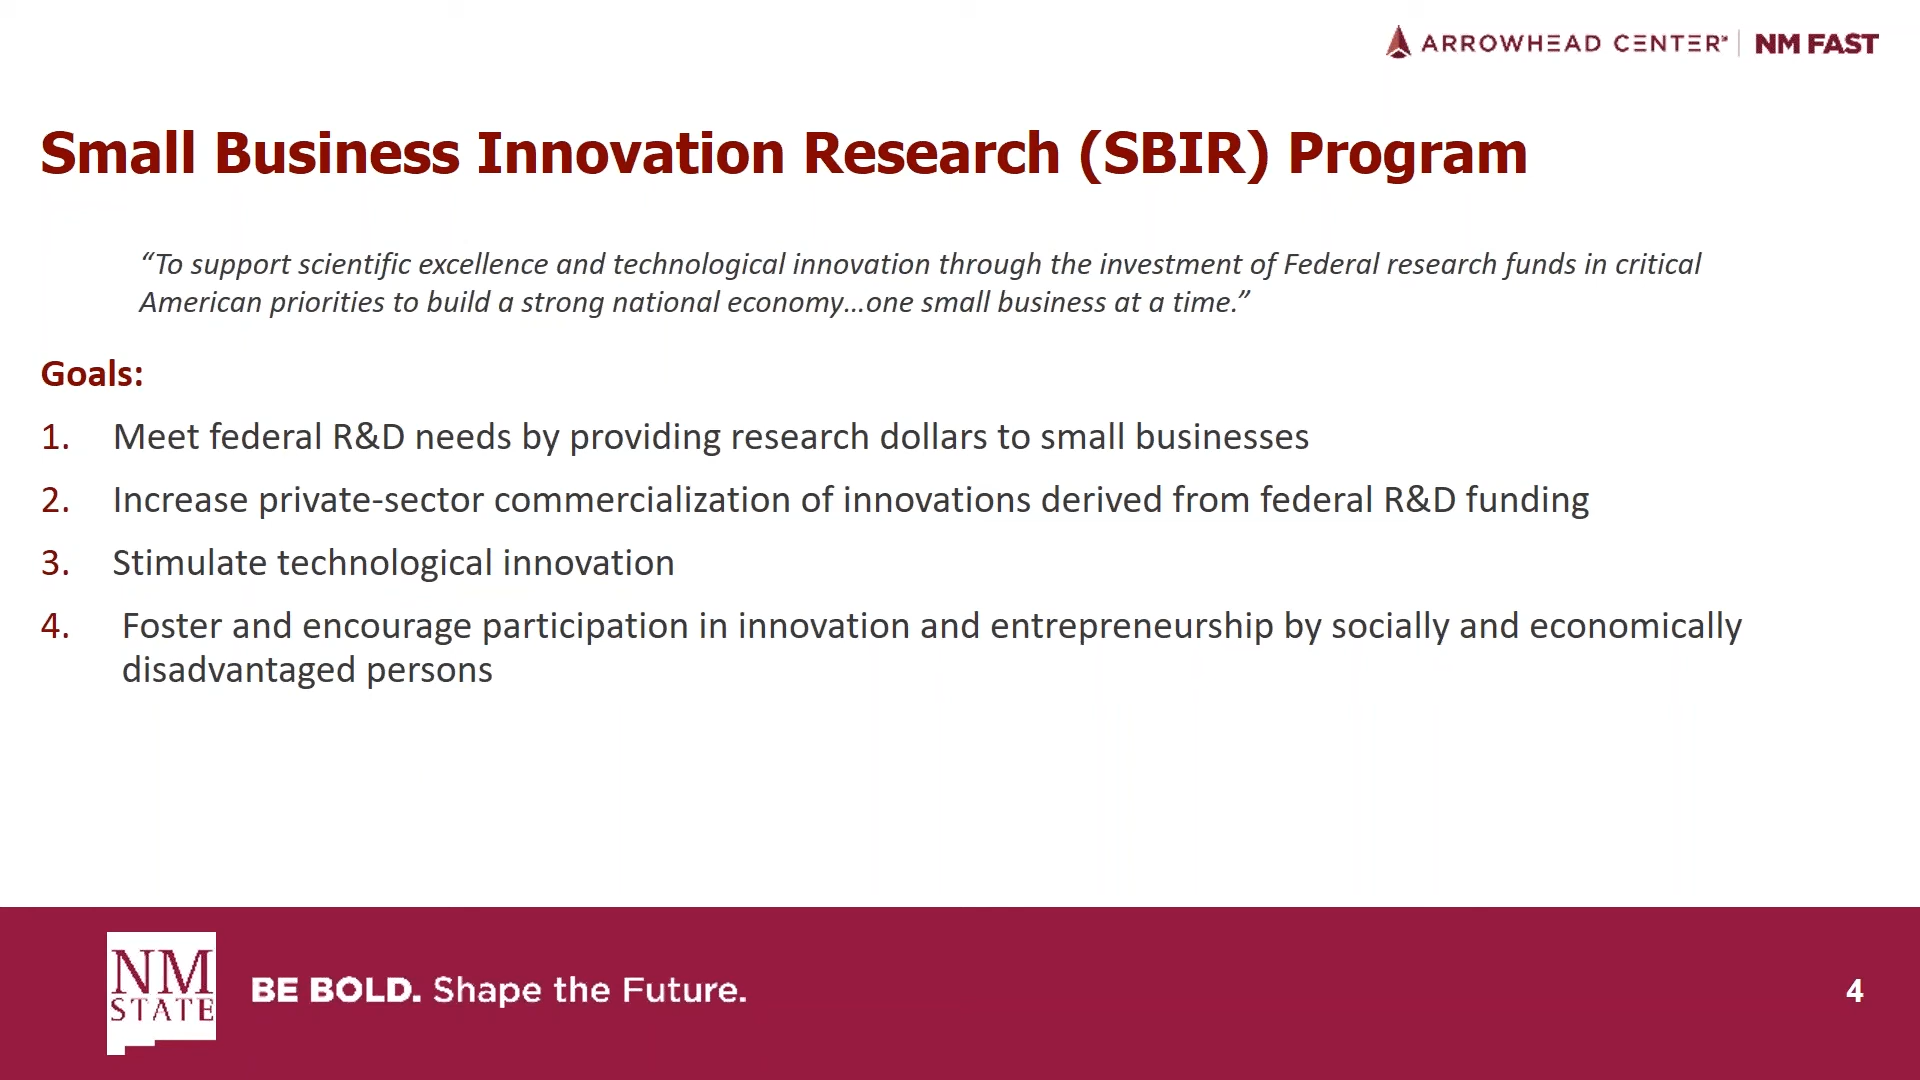 ARROWHEAD CENTER | NM FAST
Small Business Innovation Research (SBIR) Program
“To support scientific excellence and technological innovation through the investment of Federal research funds in critical
American priorities to build a strong national economy…one small business at a time.”
Goals:
1. Meet federal R&D needs by providing research dollars to small businesses
2. Increase private-sector commercialization of innovations derived from federal R&D funding
3. Stimulate technological innovation
4. Foster and encourage participation in innovation and entrepreneurship by socially and economically
disadvantaged persons
NM
STATE
BE BOLD. Shape the Future.
4